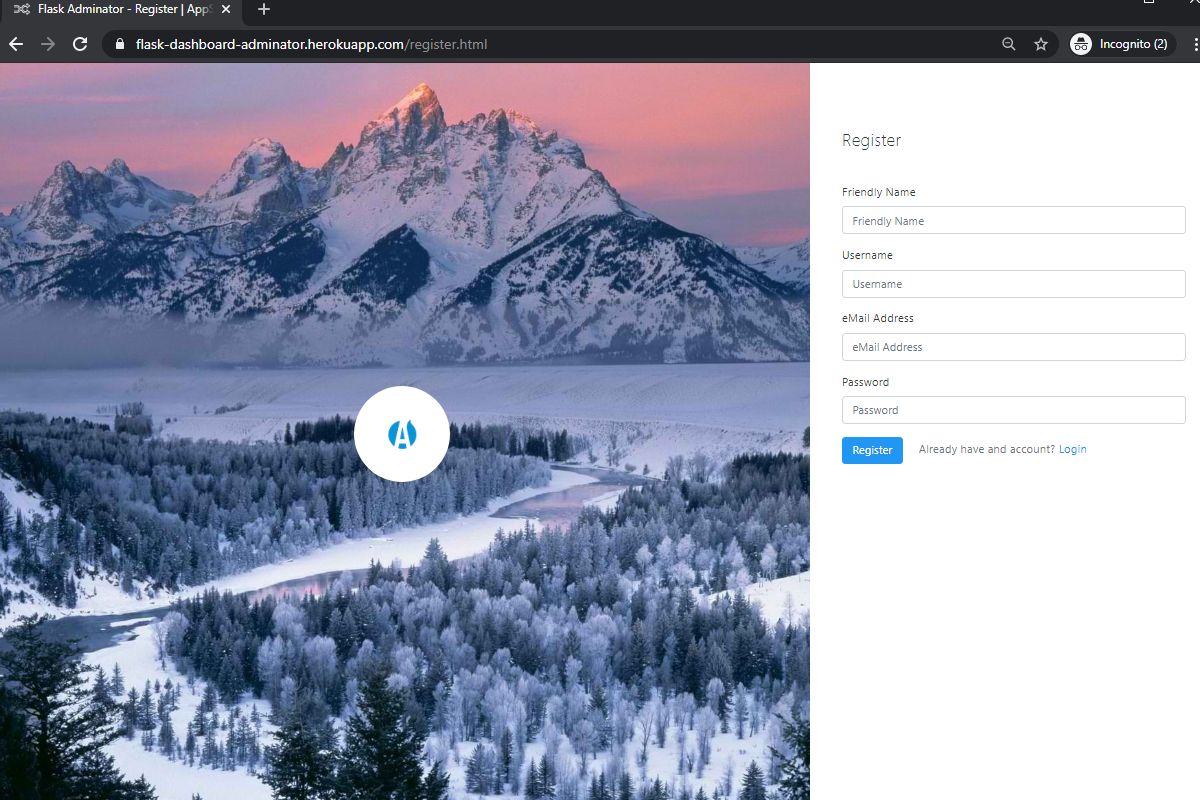 Flask Adminator - Register | App
flask-dashboard-adminator.herokuapp.com/register.html
Incognito (2)
A
Register
Friendly Name
Friendly Name
Username
Username
eMail Address
eMail Address
Password
Password
Register
Already have and account? Login